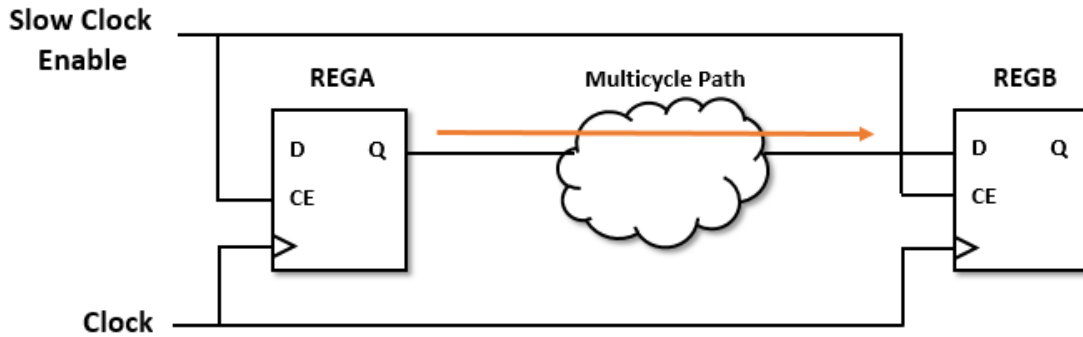 Slow Clock
Enable
REGA
Multicycle Path
REGB
D Q
CE
D Q
CE
Clock